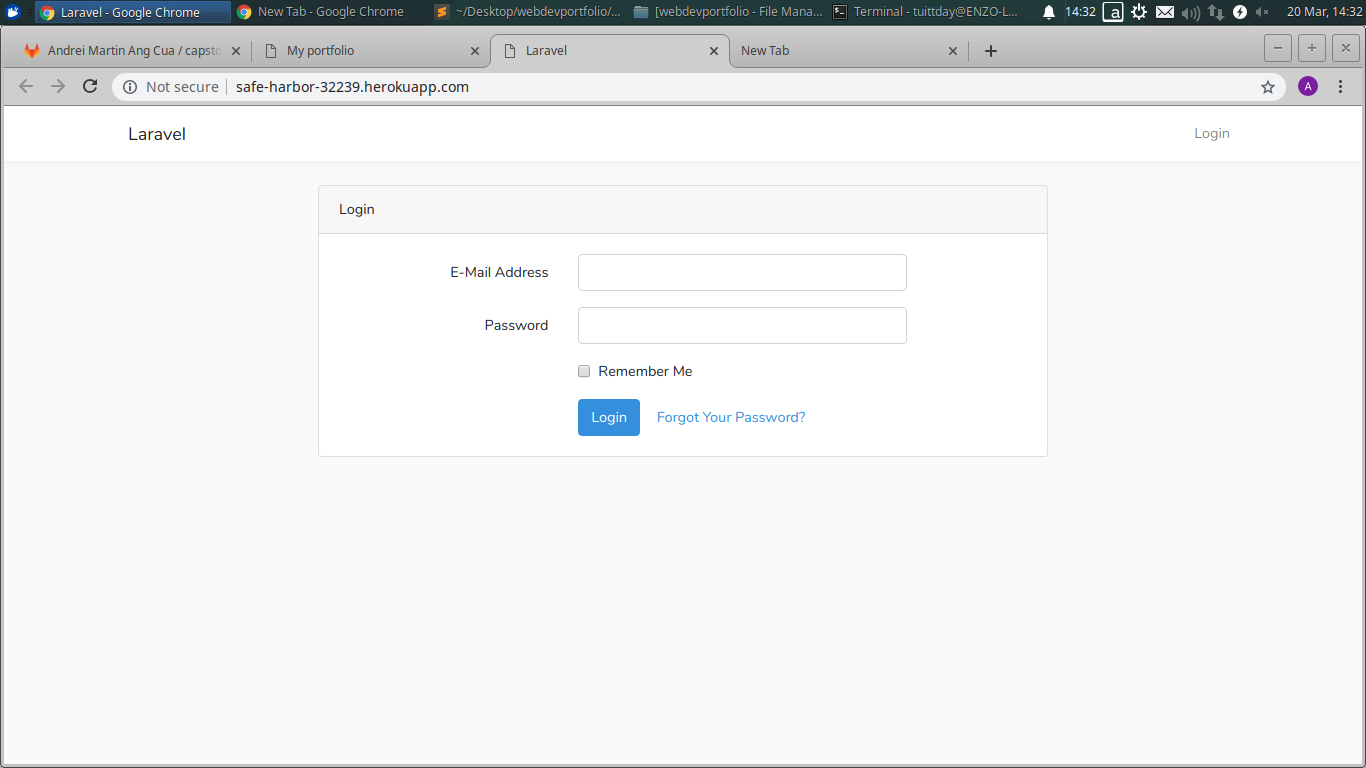 Laravel - Google Chrome
New Tab - Google Chrome
~/Desktop/webdevportfolio/...
[webdevportfolio - File Mana...
Terminal - tuittday@ENZO-L...
14:32
a
20 Mar, 14:32
Andrei Martin Ang Cua / capsto
My portfolio
Laravel
New Tab
Not secure
safe-harbor-32239.herokuapp.com
A
Laravel
Login
Login
E-Mail Address
Password
Remember Me
Login
Forgot Your Password?